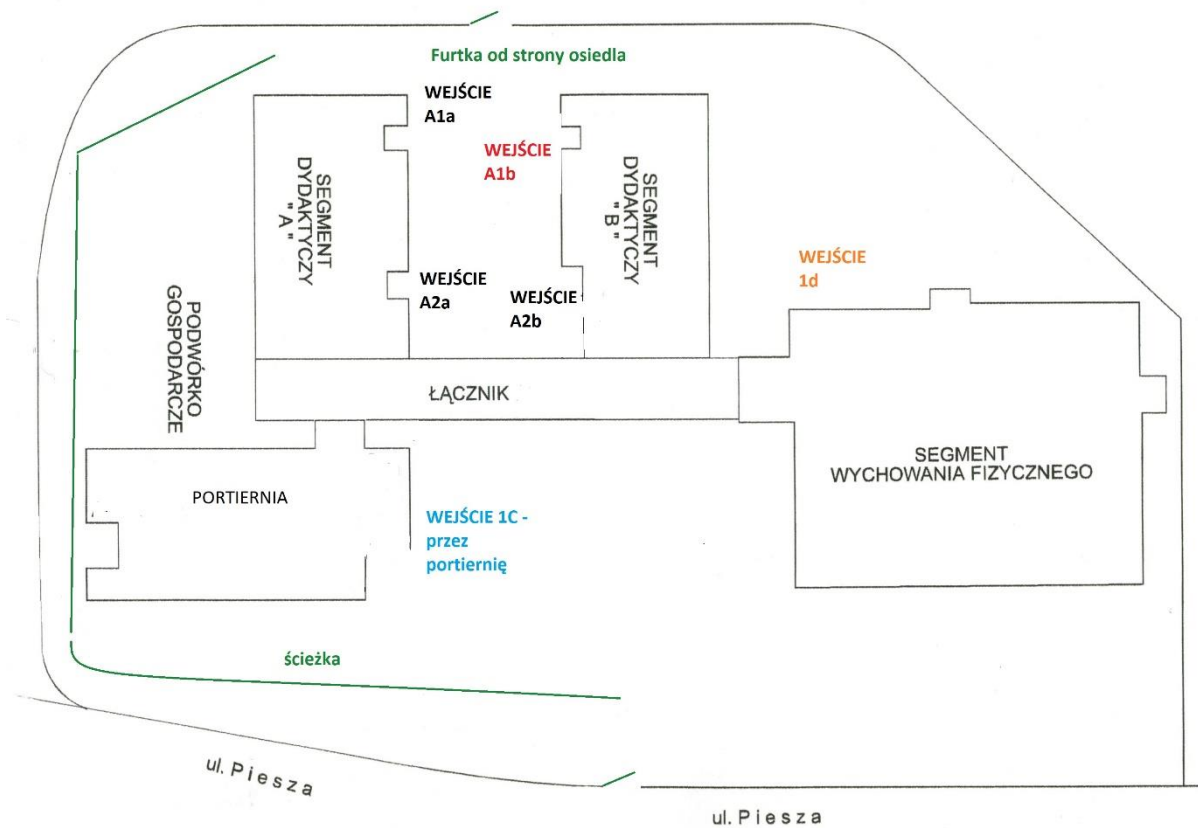 Furtka od strony osiedla
WEJŚCIE
A1a
WEJŚCIE
A1b
SEGMENT
DYDAKTYCZY
"A"
SEGMENT
DYDAKTYCZY
"B"
WEJŚCIE
A2a
WEJŚCIE
A2b
WEJŚCIE
1d
PODWÓRKO
GOSPODARCZE
ŁĄCZNIK
SEGMENT
WYCHOWANIA FIZYCZNEGO
PORTIERNIA
WEJŚCIE 1C -
przez
portiernię
ścieżka
ul. Piesza
ul. Piesza